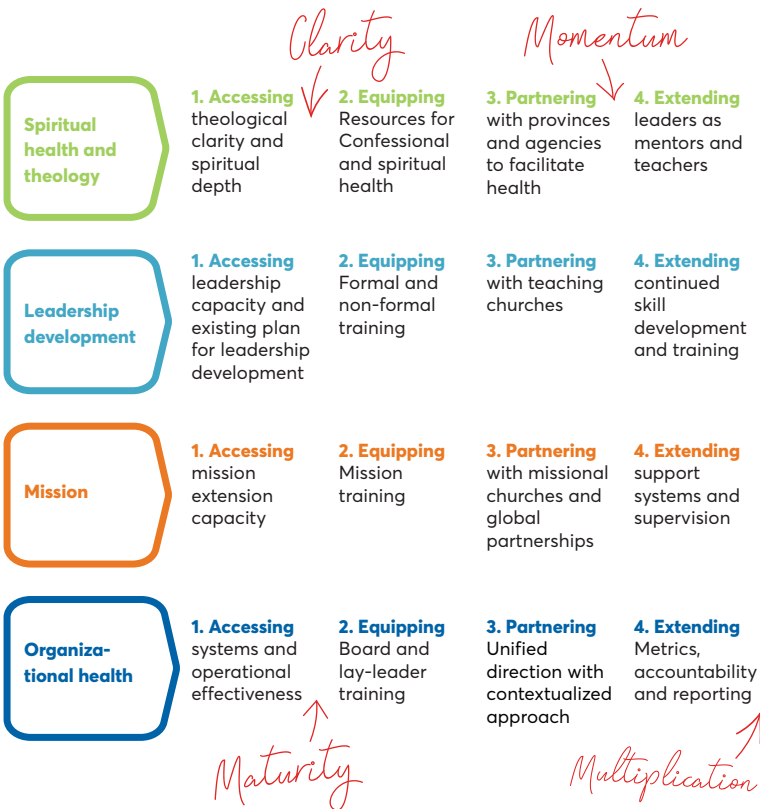 Clarity
Momentum
Spiritual
health and
theology
1. Accessing
theological
clarity and
spiritual
depth
2. Equipping
Resources for
Confessional
and spiritual
health
3. Partnering
with provinces
and agencies
to facilitate
health
4. Extending
leaders as
mentors and
teachers
Leadership
development
1. Accessing
leadership
capacity and
existing plan
for leadership
development
2. Equipping
Formal and
non-formal
training
3. Partnering
with teaching
churches
4. Extending
continued
skill
development
and training
Mission
1. Accessing
mission
extension
capacity
2. Equipping
Mission
training
3. Partnering
with missional
churches and
global
partnerships
4. Extending
support
systems and
supervision
Organiza-
tional health
1. Accessing
systems and
operational
effectiveness
2. Equipping
Board and
lay-leader
training
3. Partnering
Unified
direction with
contextualized
approach
4. Extending
Metrics,
accountability
and reporting
Maturity
Multiplication